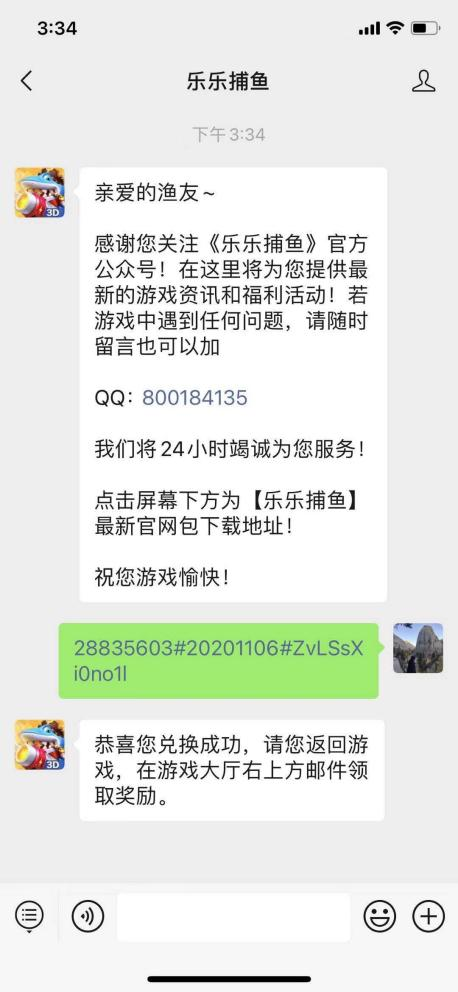 3:34
乐乐捕鱼
下午3:34
亲爱的渔友~
感谢您关注《乐乐捕鱼》官方
公众号！在这里将为您提供最
新的游戏资讯和福利活动！若
游戏中遇到任何问题，请随时
留言也可以加
QQ：800184135
我们将24小时竭诚为您服务！
点击屏幕下方为【乐乐捕鱼】
最新官网包下载地址！
祝您游戏愉快！
3D
28835603#20201106#ZvLSsX
i0no1l
恭喜您兑换成功，请您返回游
戏，在游戏大厅右上方邮件领
取奖励。
3D